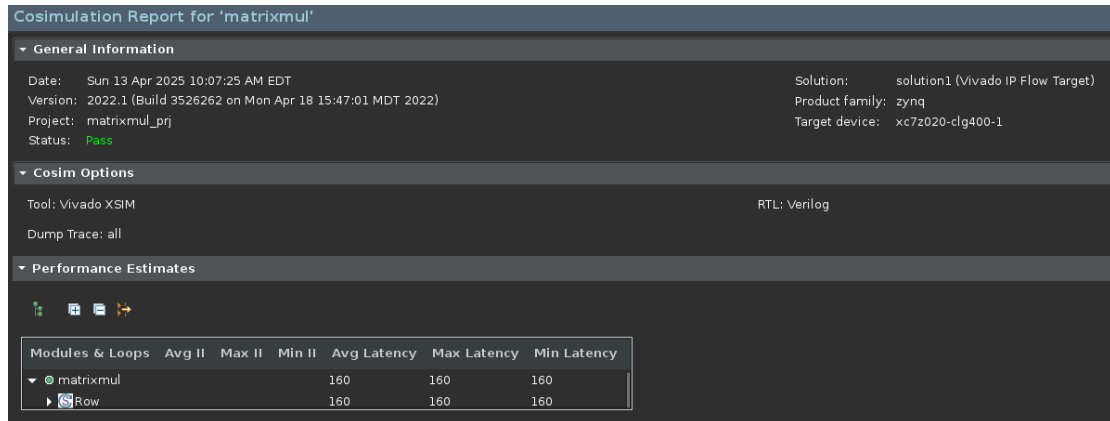 Cosimulation Report for 'matrixmul'
General Information
Date: Sun 13 Apr 2025 10:07:25 AM EDT
Solution: solution1 (Vivado IP Flow Target)
Version: 2022.1 (Build 3526262 on Mon Apr 18 15:47:01 MDT 2022)
Product family: zynq
Project: matrixmul_prj
Target device: xc7z020-clg400-1
Status: Pass
Cosim Options
Tool: Vivado XSIM
RTL: Verilog
Dump Trace: all
Performance Estimates
Modules & Loops Avg II Max II Min II Avg Latency Max Latency Min Latency
matrixmul 160 160 160
S Row 160 160 160